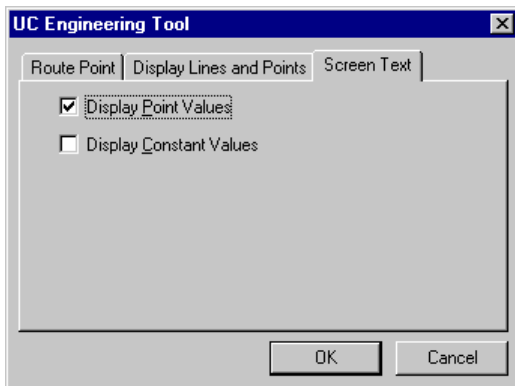 UC Engineering Tool
Route Point Display Lines and Points Screen Text
Display Point Values
Display Constant Values
OK Cancel